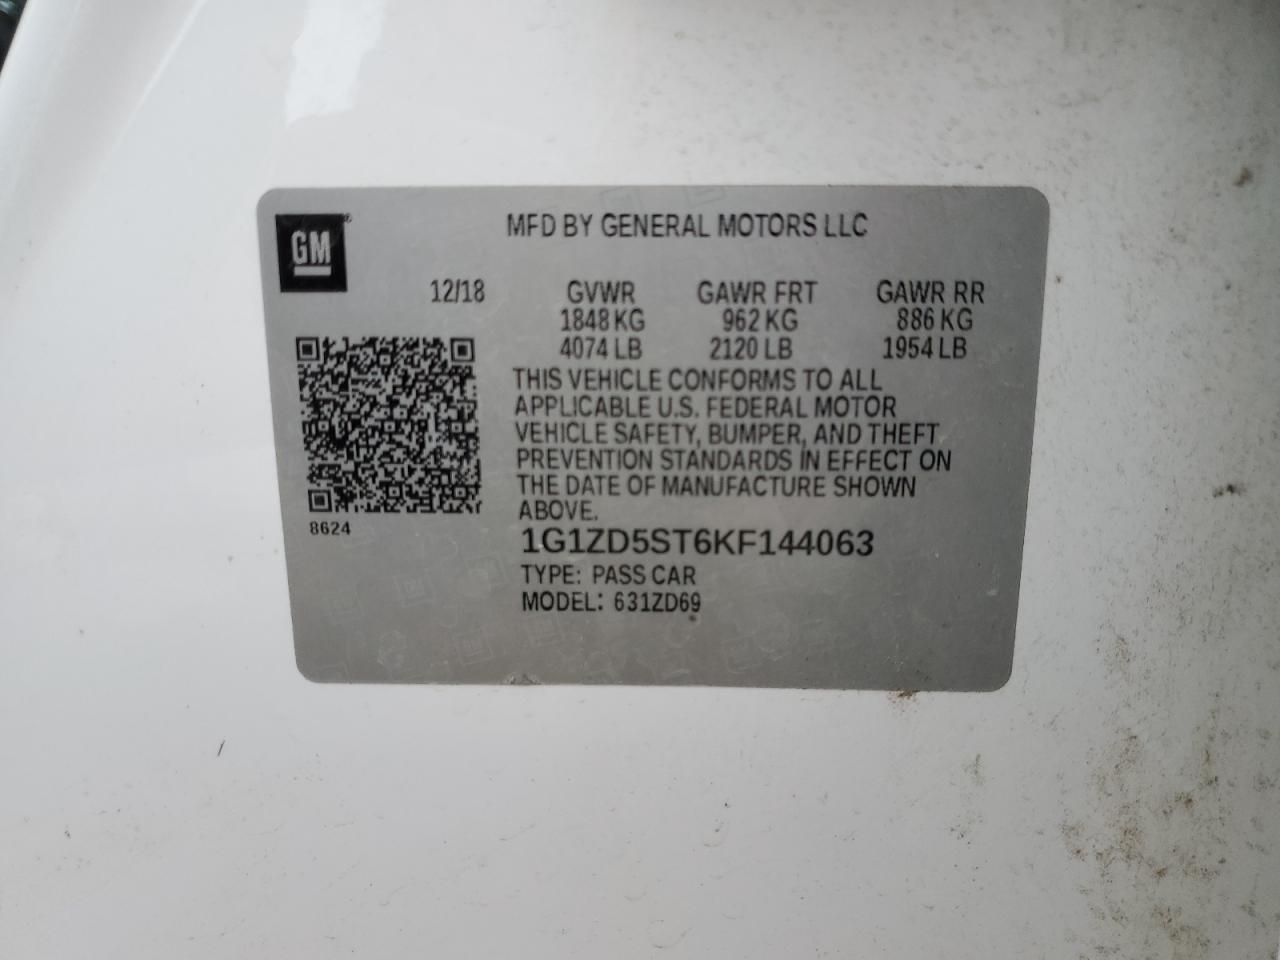 GM®
MFD BY GENERAL MOTORS LLC
12/18 GVWR GAWR FRT GAWR RR
1848 KG 962 KG 886 KG
4074 LB 2120 LB 1954 LB
THIS VEHICLE CONFORMS TO ALL
APPLICABLE U.S. FEDERAL MOTOR
VEHICLE SAFETY, BUMPER, AND THEFT
PREVENTION STANDARDS IN EFFECT ON
THE DATE OF MANUFACTURE SHOWN
ABOVE.
8624
1G1ZD5ST6KF144063
TYPE: PASS CAR
MODEL: 631ZD69